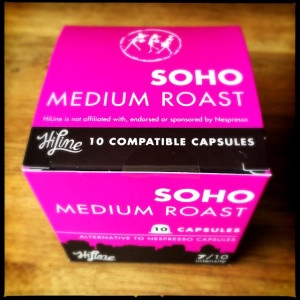 SOHO
MEDIUM ROAST
HiLine is not affiliated with, endorsed or sponsored by Nespresso
HiLine 10 COMPATIBLE CAPSULES
SOHO
MEDIUM ROAST
10 CAPSULES
ALTERNATIVE TO NESPRESSO CAPSULES
HiLine
7/10
intensity